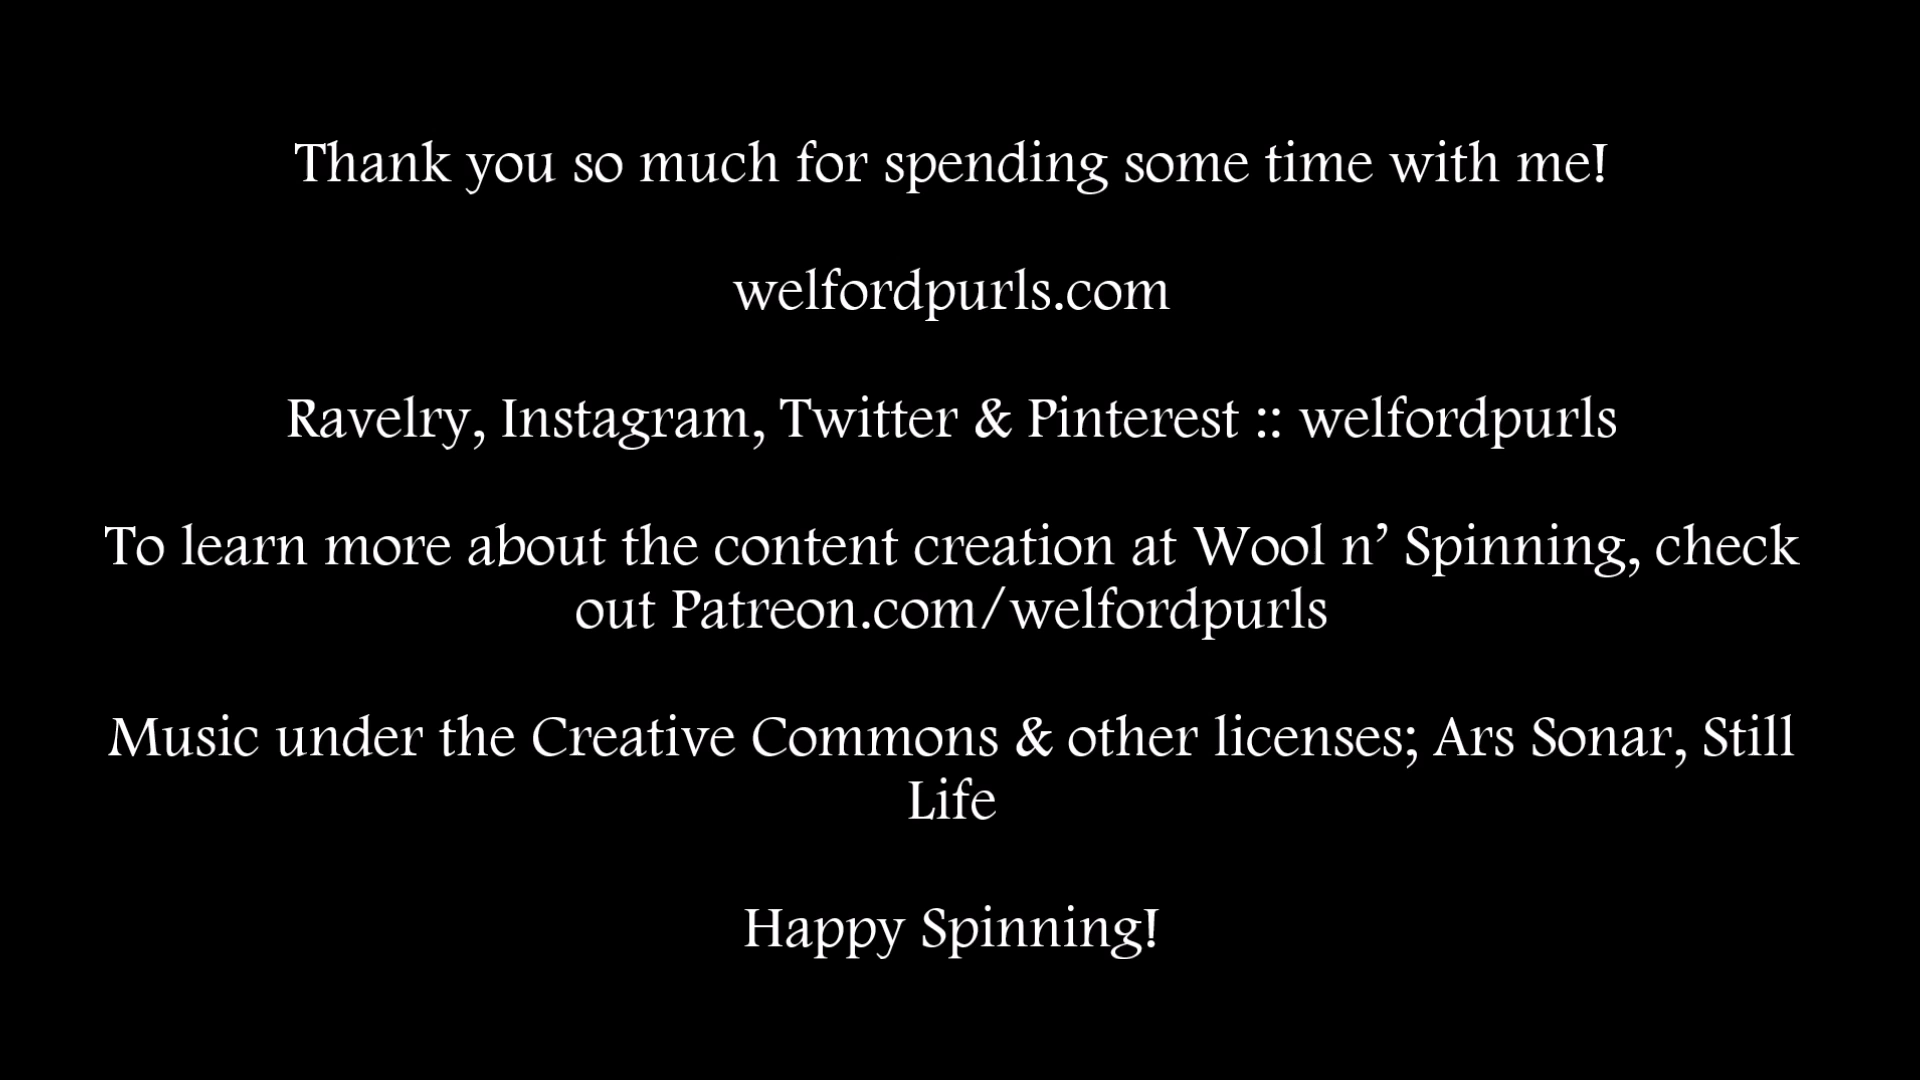 Thank you so much for spending some time with me!
welfordpurls.com
Ravelry, Instagram, Twitter & Pinterest :: welfordpurls
To learn more about the content creation at Wool n’ Spinning, check
out Patreon.com/welfordpurls
Music under the Creative Commons & other licenses; Ars Sonar, Still
Life
Happy Spinning!